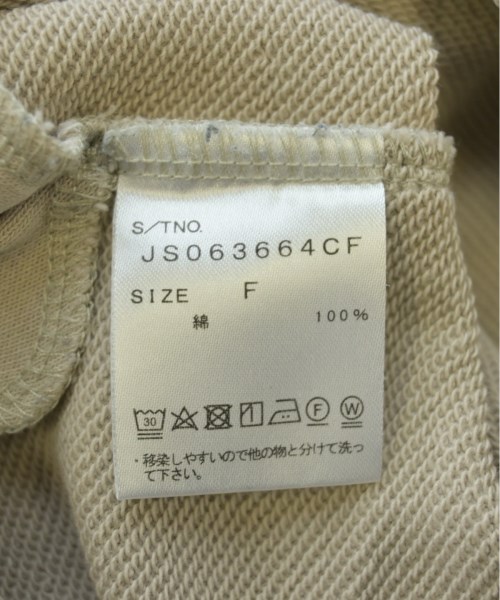 S/TNO.
JS063664CF
SIZE F
綿 100%
30 F W
・移染しやすいので他の物と分けて洗っ
て下さい。